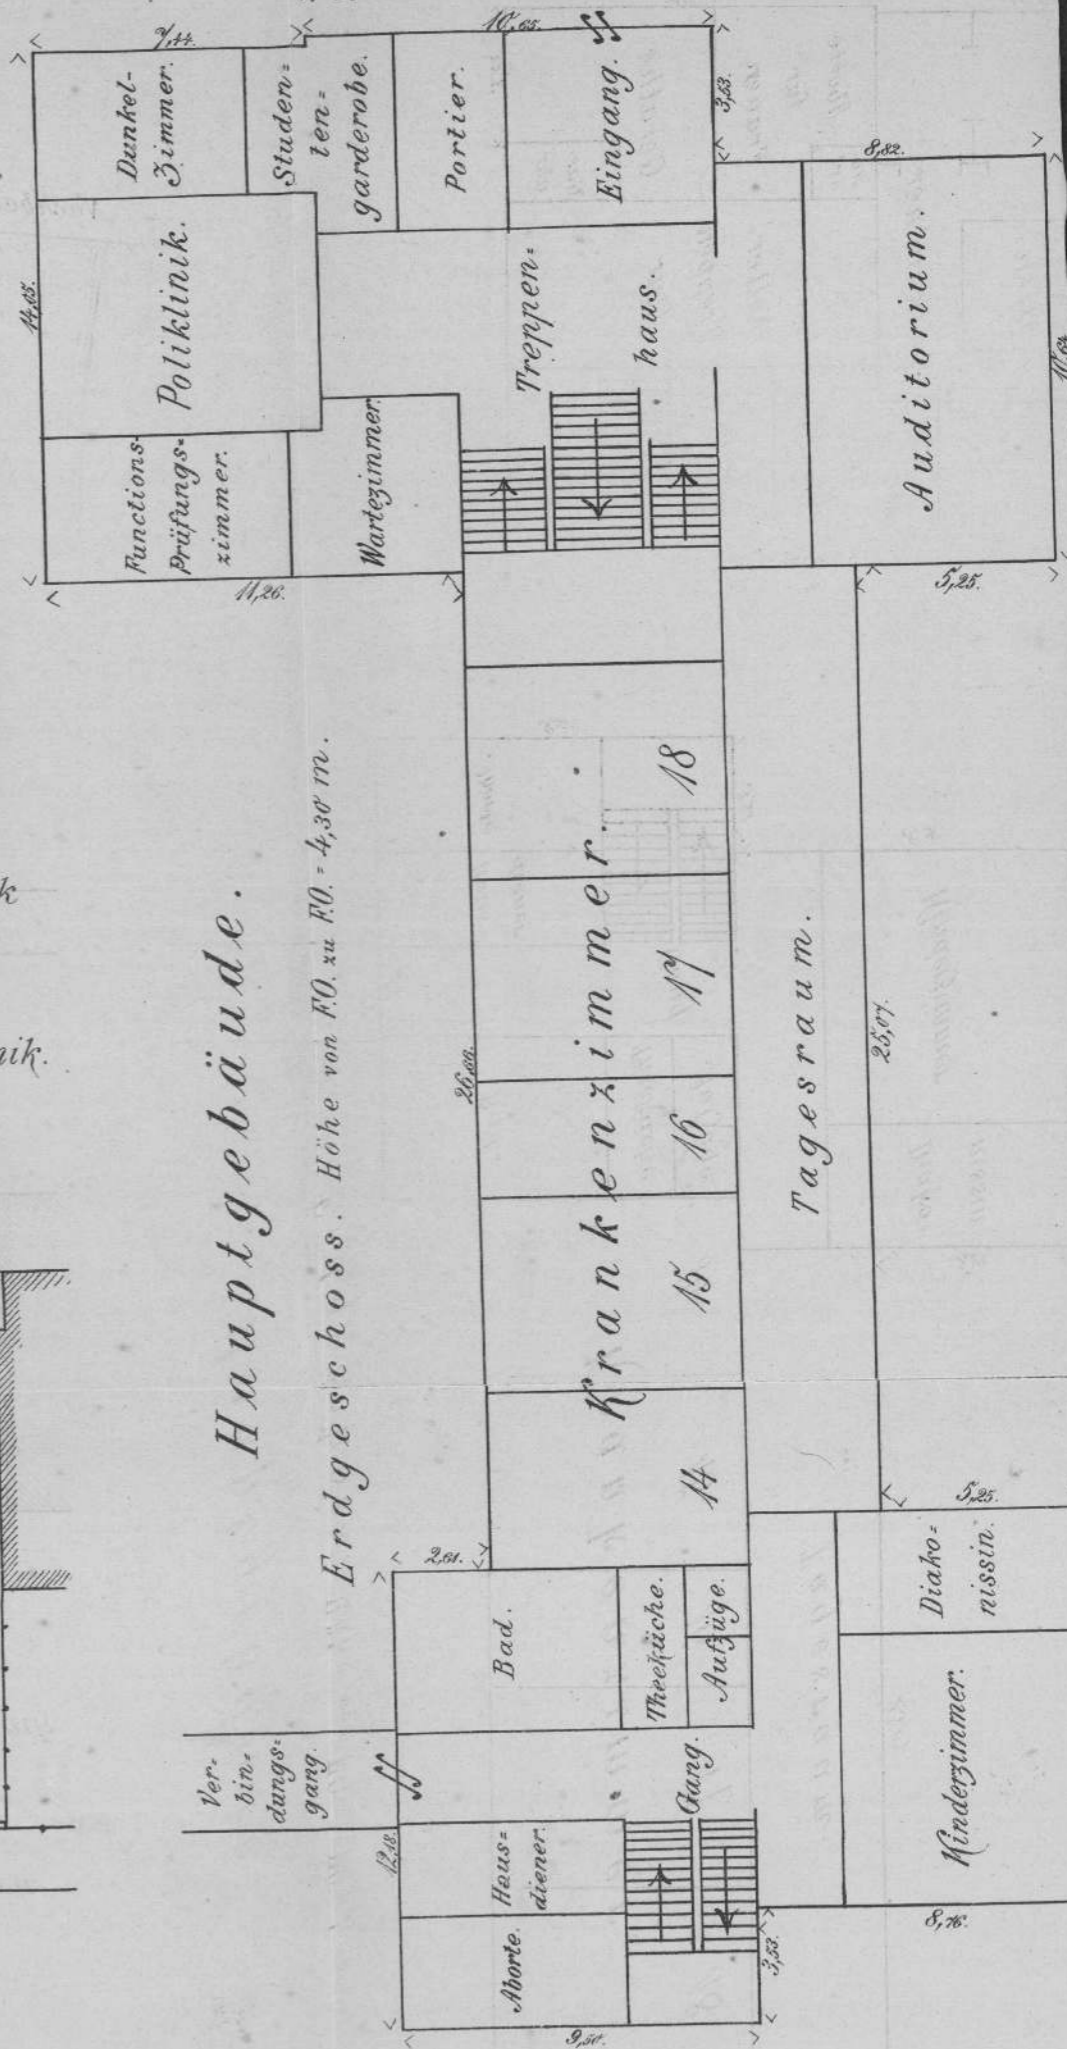 k
nik.
Hauptgebäude.
Erdgeschoss. Höhe von F.O. zu F.O. = 4,30 m.
7,44.
10,65.
3,53.
8,82.
14,05.
11,26.
5,25.
26,60.
25,07.
2,61.
5,25.
12,18.
9,50.
3,53.
8,76.
Dunkel-
Zimmer.
Studen=
ten=
garderobe.
Portier.
Eingang.
Poliklinik.
Functions-
Prüfungs-
zimmer.
Wartezimmer.
Treppen=
haus.
Auditorium.
Krankenzimmer.
14
15
16
17
18
Tagesraum.
Bad.
Theeküche.
Aufzüge.
Diako=
nissin.
Kinderzimmer.
Ver=
bin=
dungs=
gang.
Gang.
Haus=
diener.
Aborte.